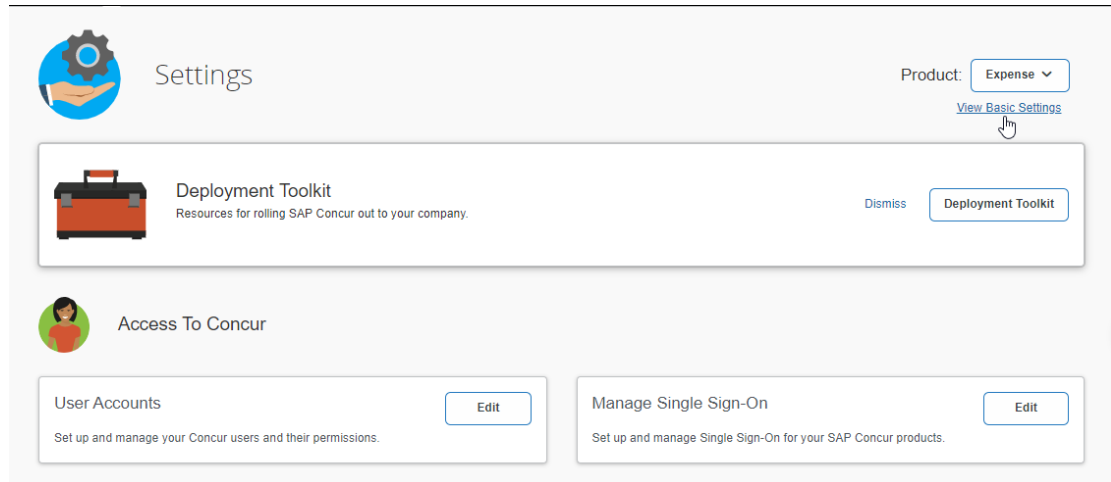 Settings
Product: Expense
View Basic Settings
Deployment Toolkit
Resources for rolling SAP Concur out to your company.
Dismiss
Deployment Toolkit
Access To Concur
User Accounts
Edit
Set up and manage your Concur users and their permissions.
Manage Single Sign-On
Edit
Set up and manage Single Sign-On for your SAP Concur products.